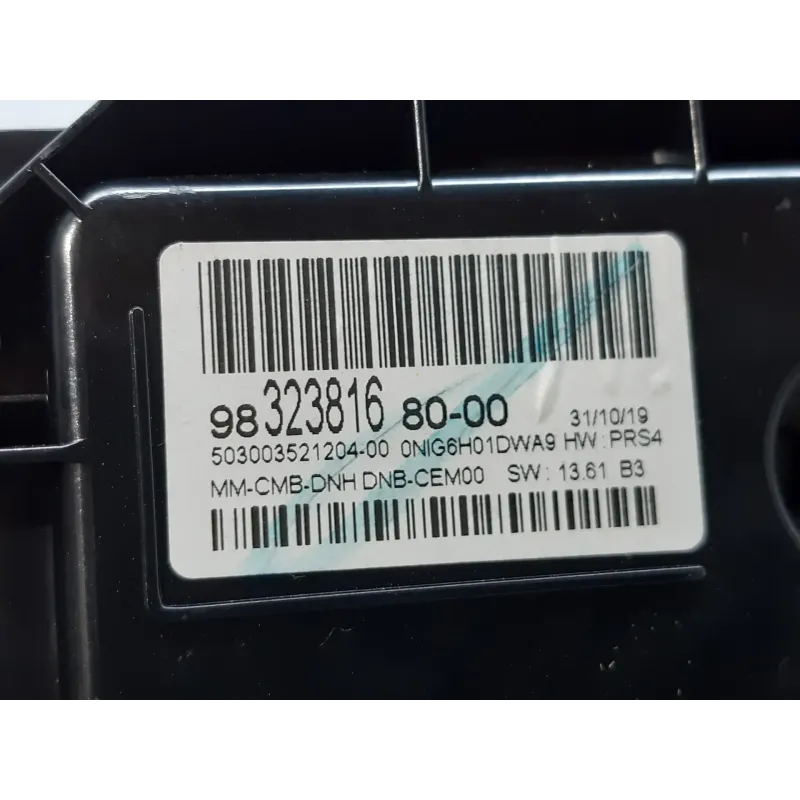 98 323816 80-00 31/10/19
503003521204-00 0NIG6H01DWA9 HW : PRS4
MM-CMB-DNH DNB-CEM00 SW : 13.61 B3